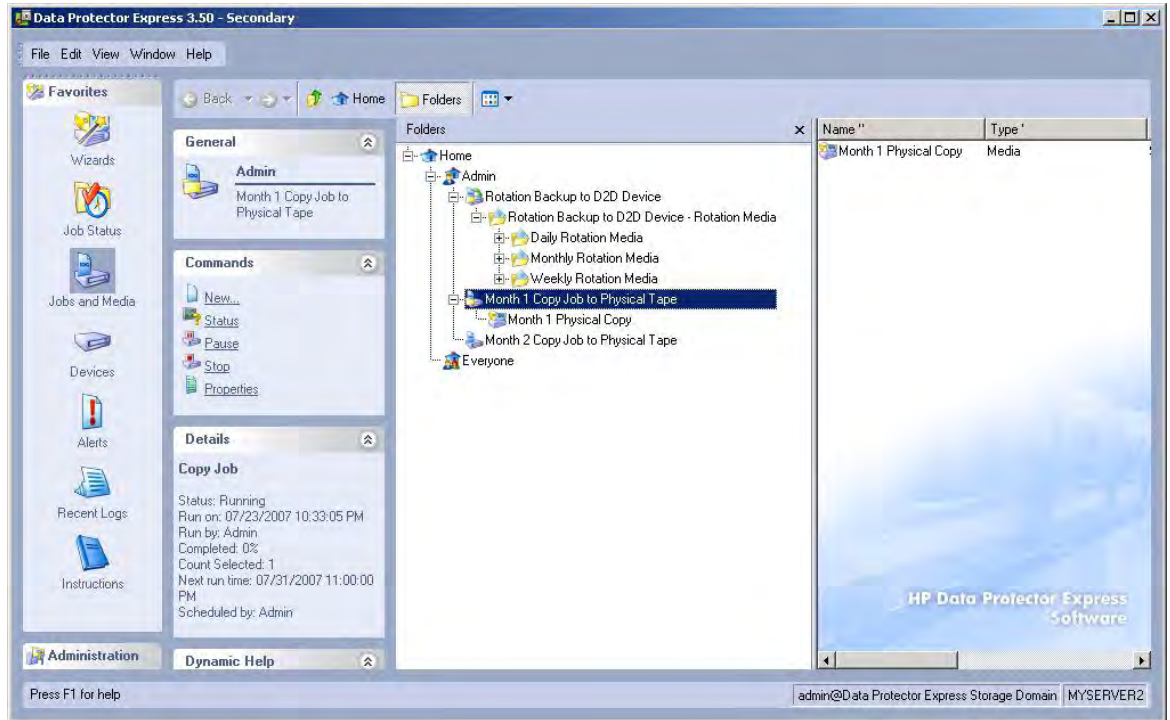 Data Protector Express 3.50 - Secondary
File Edit View Window Help
Favorites
Wizards
Job Status
Jobs and Media
Devices
Alerts
Recent Logs
Instructions
Administration
Back
Home
Folders
General
Admin
Month 1 Copy Job to
Physical Tape
Commands
New...
Status
Pause
Stop
Properties
Details
Copy Job
Status: Running
Run on: 07/23/2007 10:33:05 PM
Run by: Admin
Completed: 0%
Count Selected: 1
Next run time: 07/31/2007 11:00:00
PM
Scheduled by: Admin
Dynamic Help
Folders
Home
Admin
Rotation Backup to D2D Device
Rotation Backup to D2D Device - Rotation Media
Daily Rotation Media
Monthly Rotation Media
Weekly Rotation Media
Month 1 Copy Job to Physical Tape
Month 1 Physical Copy
Month 2 Copy Job to Physical Tape
Everyone
Name " Type '
Month 1 Physical Copy Media
HP Data Protector Express
Software
Press F1 for help
admin@Data Protector Express Storage Domain MYSERVER2